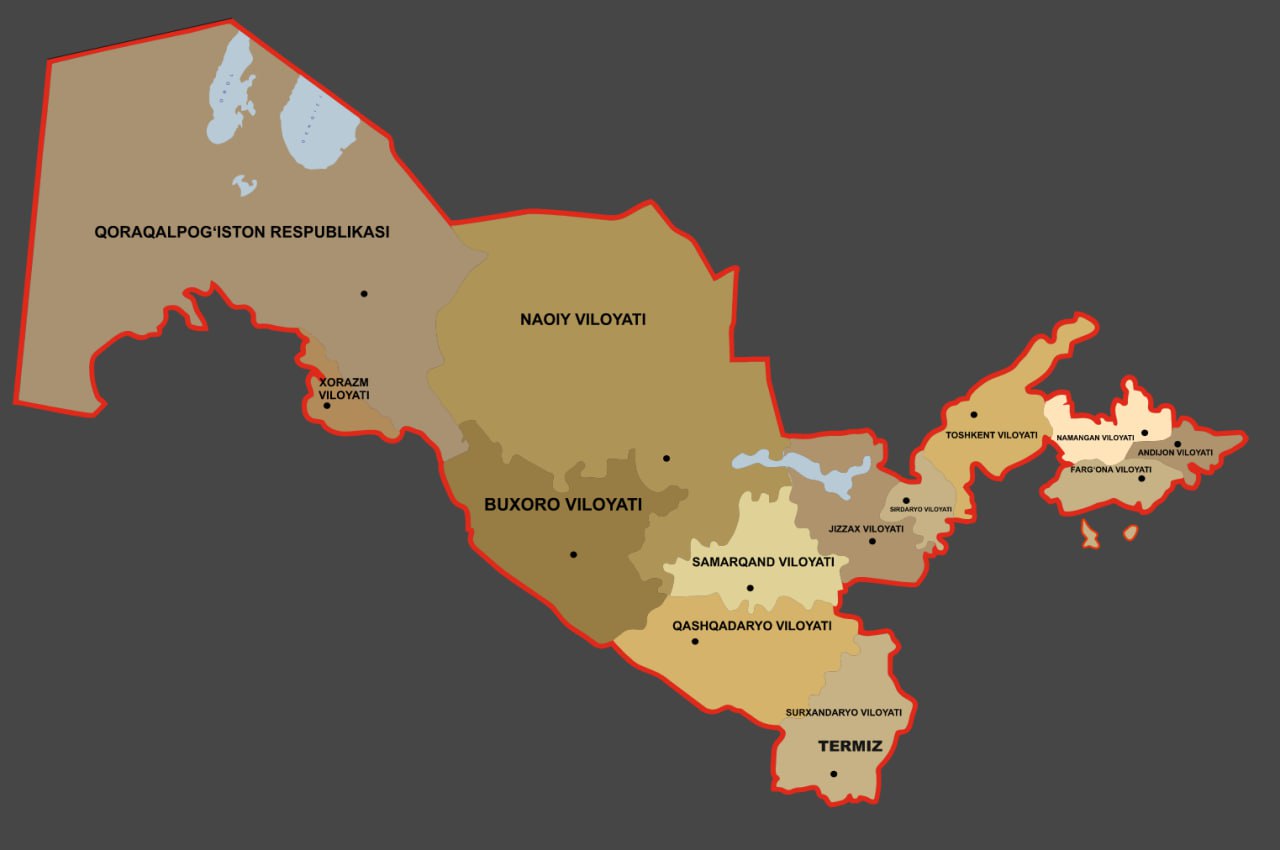 QORAQALPOG‘ISTON RESPUBLIKASI
NAOIY VILOYATI
XORAZM
VILOYATI
TOSHKENT VILOYATI
NAMANGAN VILOYATI
ANDIJON VILOYATI
FARG‘ONA VILOYATI
BUXORO VILOYATI
SIRDARYO VILOYATI
JIZZAX VILOYATI
SAMARQAND VILOYATI
QASHQADARYO VILOYATI
SURXANDARYO VILOYATI
TERMIZ